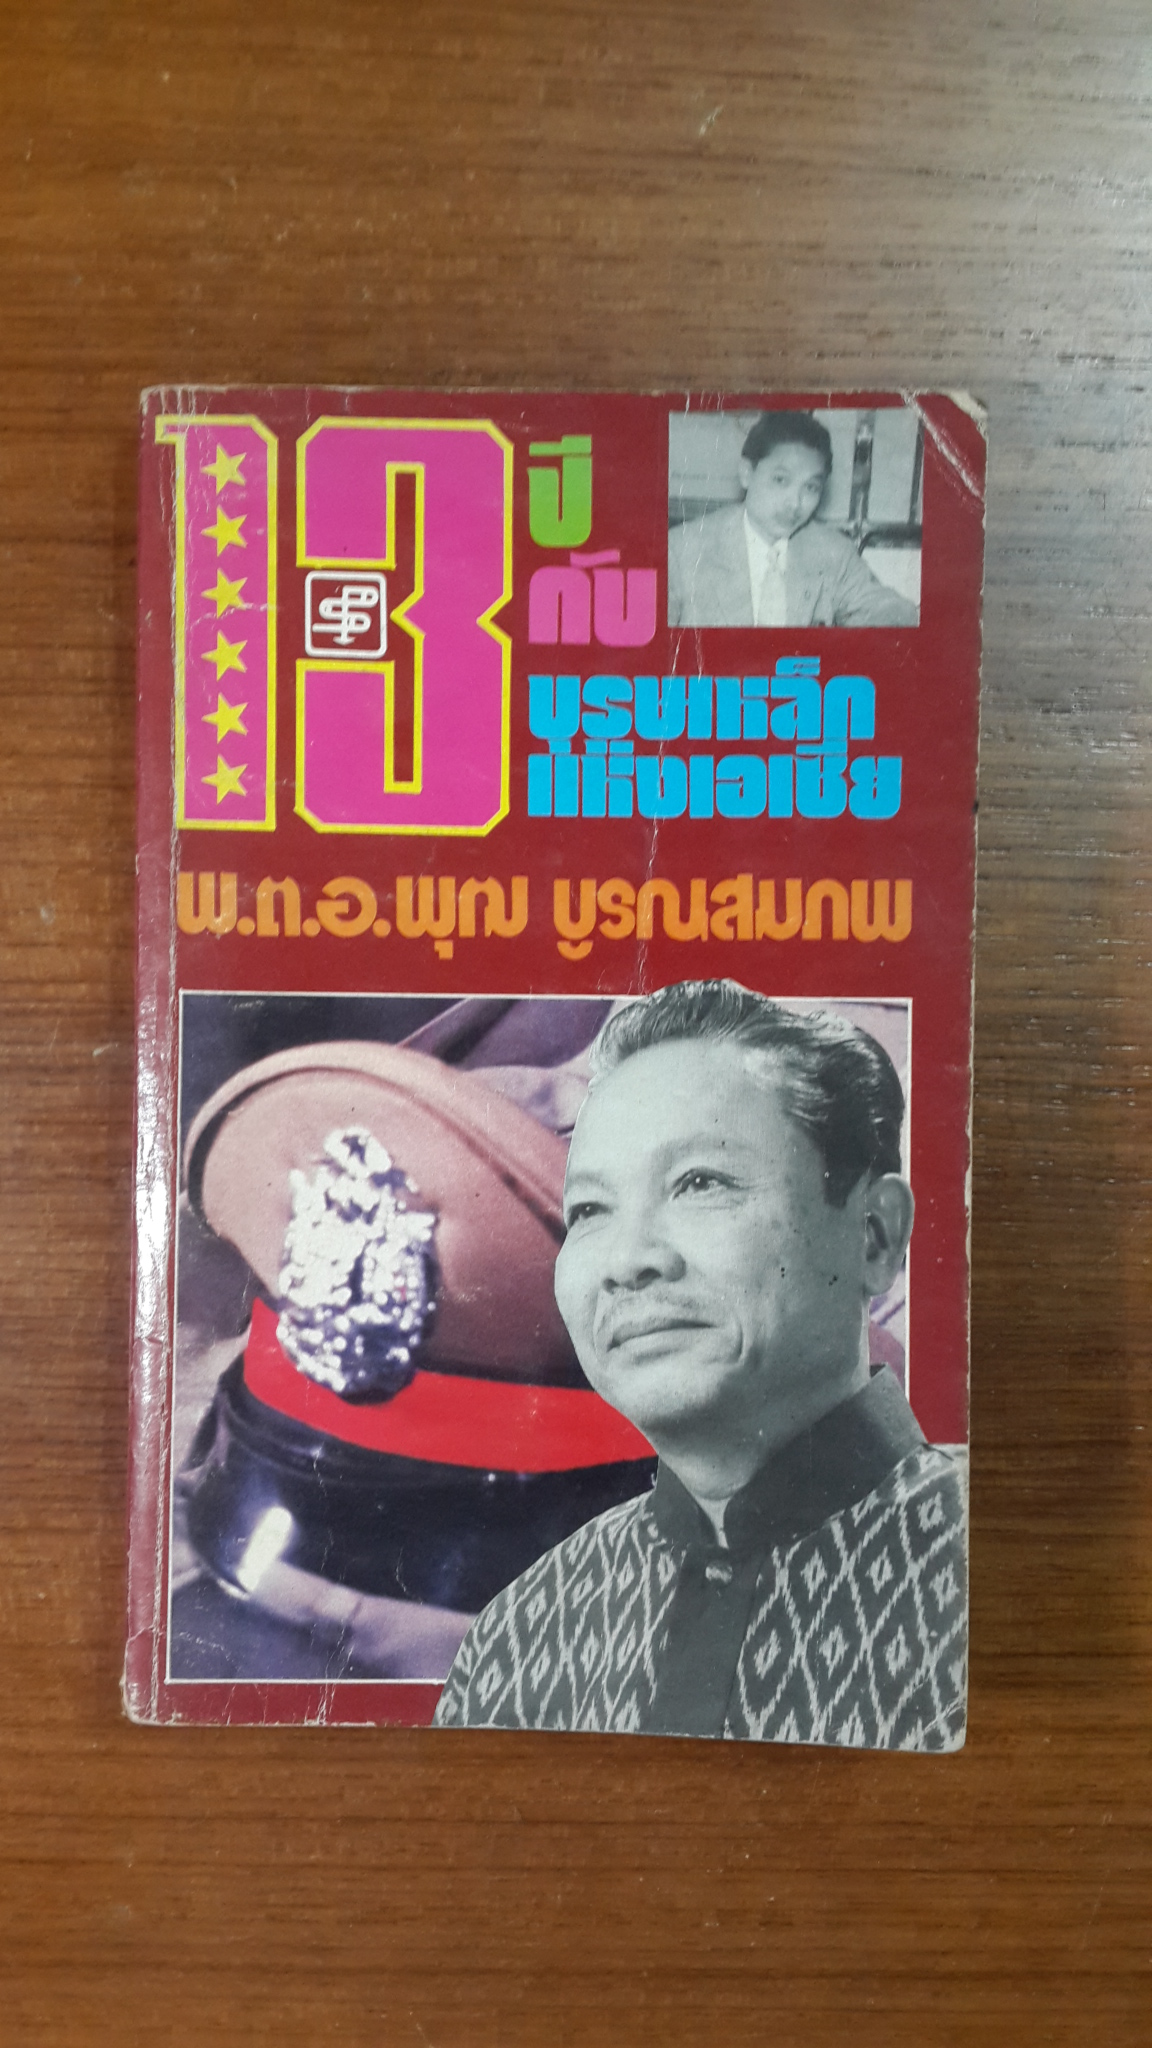 13
ปี
กับ
บุรุษเหล็ก
แห่งเอเซีย
พ.ต.อ.พุฒ บูรณสมภพ